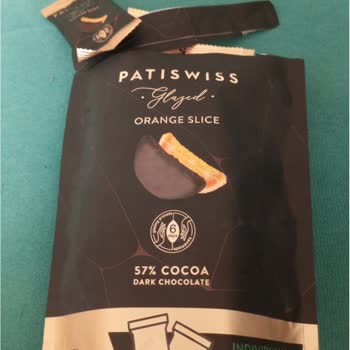 PATISWISS
Glazed
ORANGE SLICE
6
57% COCOA
DARK CHOCOLATE